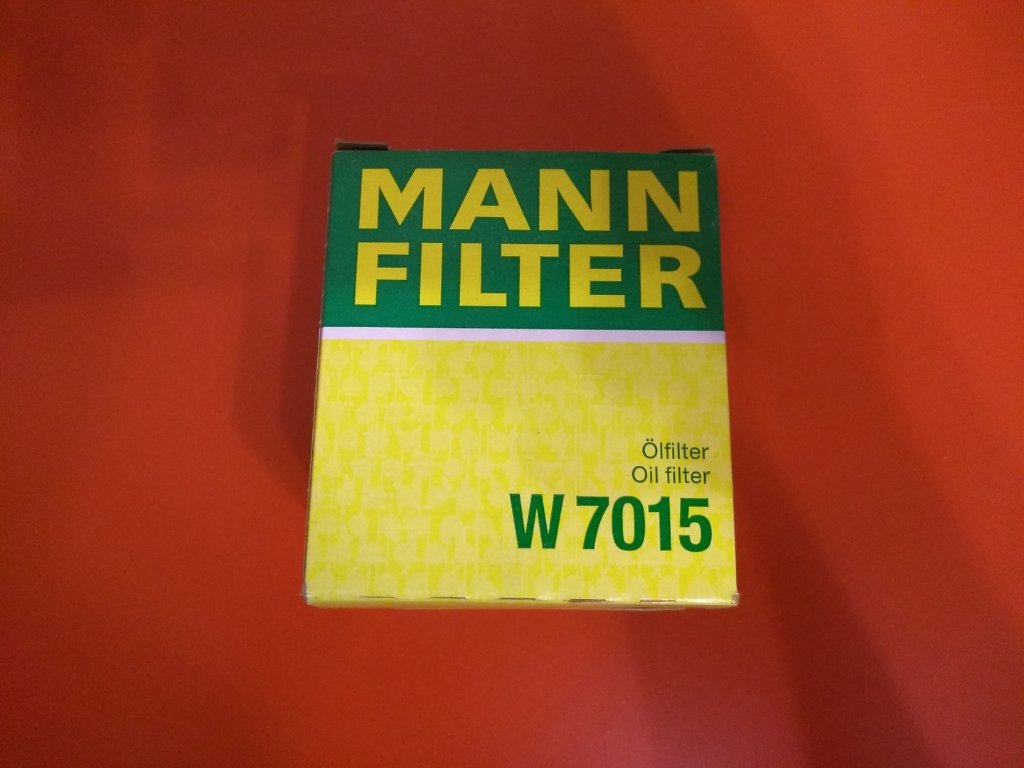 MANN
FILTER
Ölfilter
Oil filter
W 7015